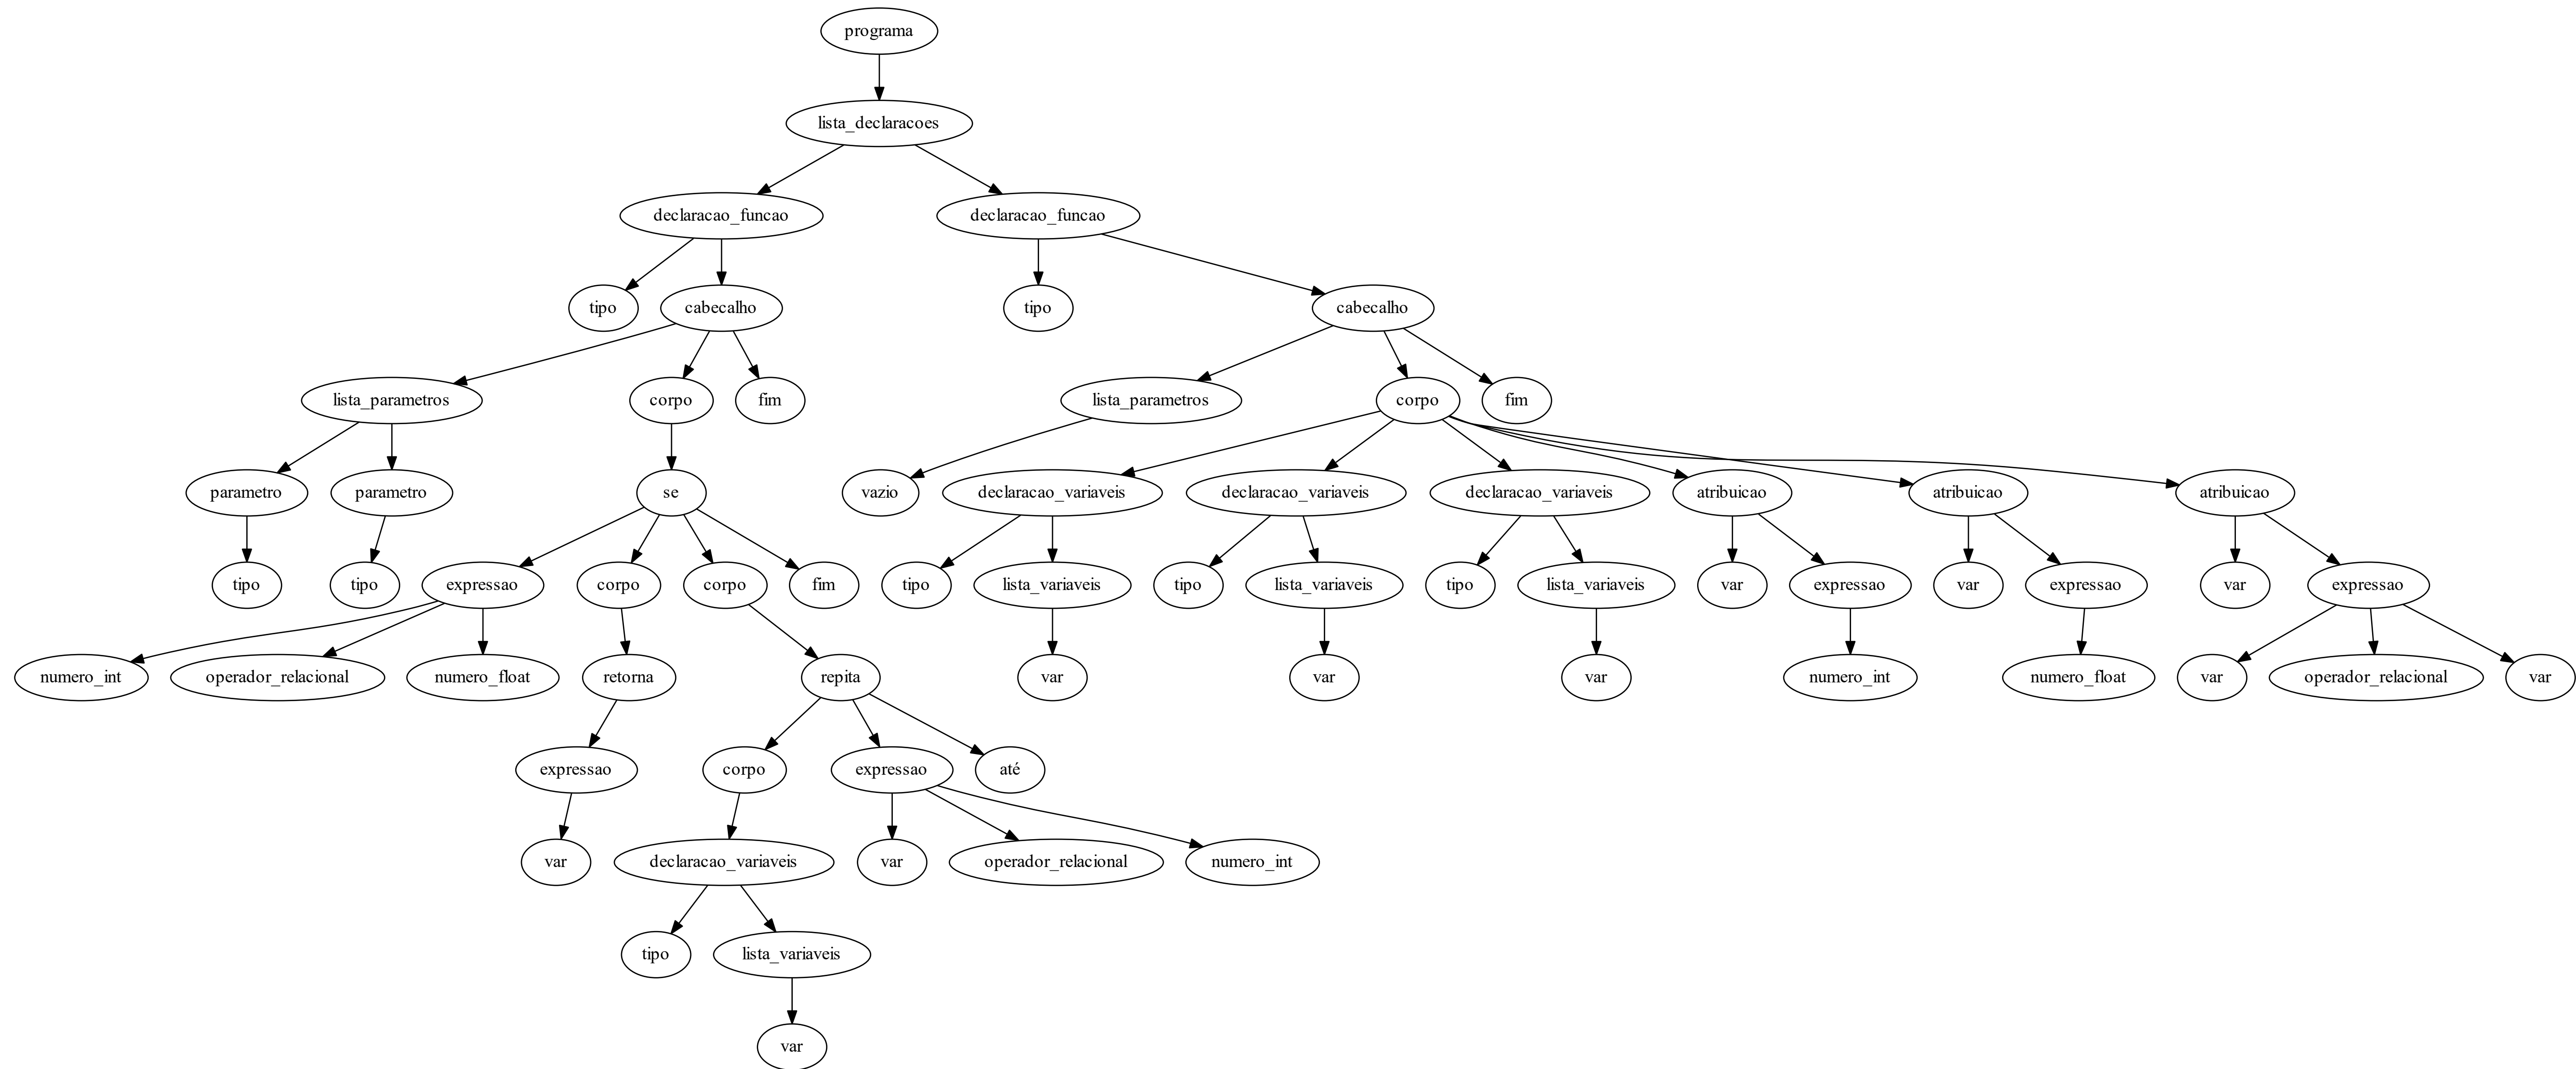 programa
lista_declaracoes
declaracao_funcao declaracao_funcao
tipo cabecalho tipo cabecalho
lista_parametros corpo fim lista_parametros corpo fim
parametro parametro se vazio declaracao_variaveis declaracao_variaveis declaracao_variaveis atribuicao atribuicao atribuicao
tipo tipo expressao corpo corpo fim tipo lista_variaveis tipo lista_variaveis tipo lista_variaveis var expressao var expressao var expressao
numero_int operador_relacional numero_float retorna repita var var var numero_int numero_float var operador_relacional var
expressao corpo expressao até
var declaracao_variaveis var operador_relacional numero_int
tipo lista_variaveis
var